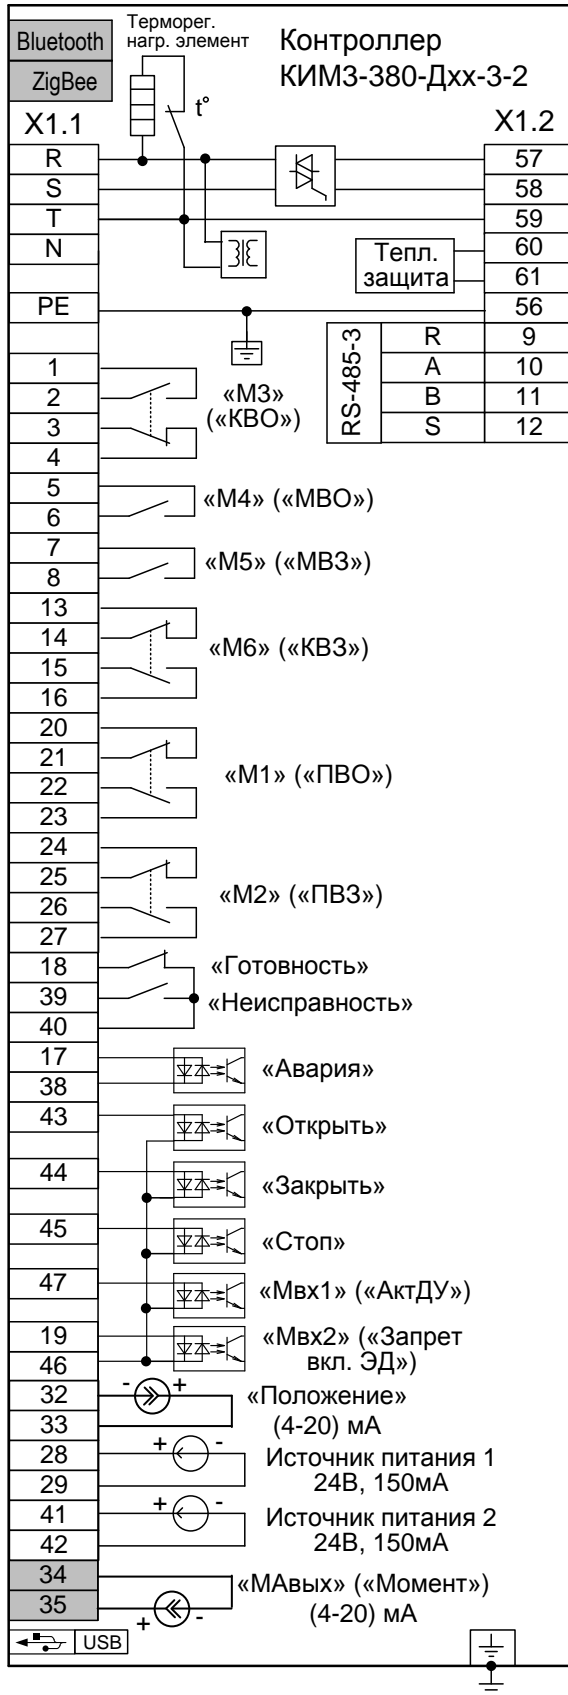 Bluetooth
ZigBee
Терморег.
нагр. элемент
t°
Контроллер
КИМ3-380-Дхх-3-2
X1.1
X1.2
R
S
T
N
PE
57
58
59
60
61
56
Тепл.
защита
RS-485-3
R
9
A
10
B
11
S
12
1
2
3
4
«М3»
(«КВО»)
5
6
«М4» («МВО»)
7
8
«М5» («МВЗ»)
13
14
15
16
«М6» («КВЗ»)
20
21
22
23
«М1» («ПВО»)
24
25
26
27
«М2» («ПВЗ»)
18
«Готовность»
39
«Неисправность»
40
17
38
«Авария»
43
«Открыть»
44
«Закрыть»
45
«Стоп»
47
«Мвх1» («АктДУ»)
19
46
«Мвх2» («Запрет
вкл. ЭД»)
32
33
- +
«Положение»
(4-20) мА
28
29
+ -
Источник питания 1
24В, 150мА
41
42
+ -
Источник питания 2
24В, 150мА
34
35
+ -
«МАвых» («Момент»)
(4-20) мА
USB